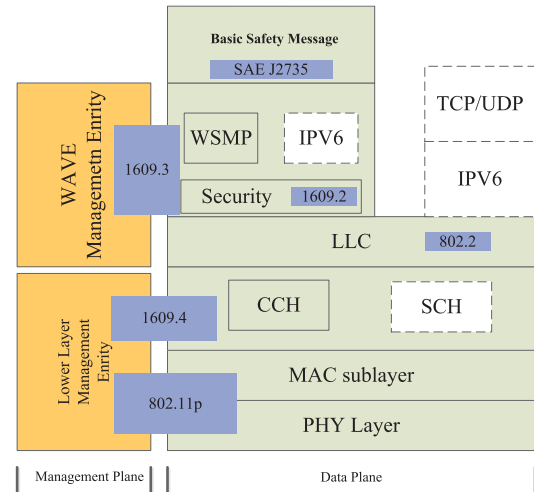 Basic Safety Message
SAE J2735
TCP/UDP
WSMP
IPV6
1609.3
WAVE
Managemetn Enrity
IPV6
Security
1609.2
LLC
802.2
CCH
SCH
1609.4
Lower Layer
Management
Enrity
MAC sublayer
802.11p
PHY Layer
Management Plane
Data Plane